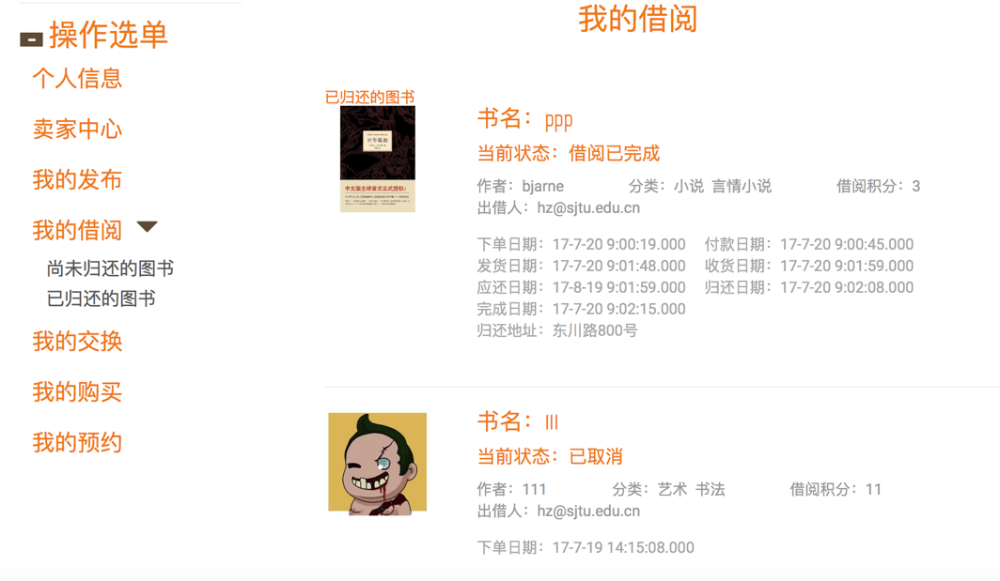 操作选单
个人信息
卖家中心
我的发布
我的借阅
尚未归还的图书
已归还的图书
我的交换
我的购买
我的预约
我的借阅
已归还的图书
百年孤独
中文版全球首次正式授权!
书名：ppp
当前状态：借阅已完成
作者：bjarne 分类：小说 言情小说 借阅积分：3
出借人：hz@sjtu.edu.cn
下单日期：17-7-20 9:00:19.000 付款日期：17-7-20 9:00:45.000
发货日期：17-7-20 9:01:48.000 收货日期：17-7-20 9:01:59.000
应还日期：17-8-19 9:01:59.000 归还日期：17-7-20 9:02:08.000
完成日期：17-7-20 9:02:15.000
归还地址：东川路800号
书名：lll
当前状态：已取消
作者：111 分类：艺术 书法 借阅积分：11
出借人：hz@sjtu.edu.cn
下单日期：17-7-19 14:15:08.000